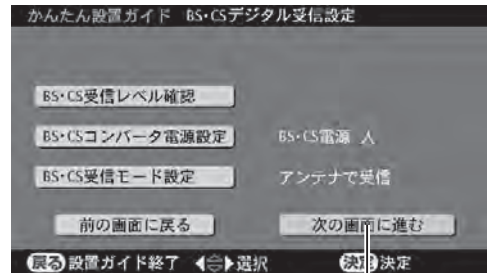 かんたん設置ガイド BS・CSデジタル受信設定
BS・CS受信レベル確認
BS・CSコンバータ電源設定 BS・CS電源 入
BS・CS受信モード設定 アンテナで受信
前の画面に戻る 次の画面に進む
戻る 設置ガイド終了 選択 決定 決定